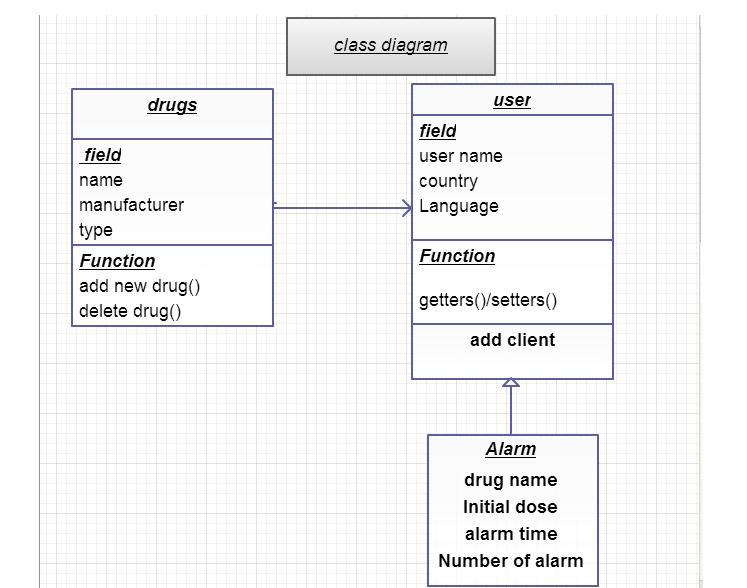 class diagram
drugs
field
name
manufacturer
type
Function
add new drug()
delete drug()
user
field
user name
country
Language
Function
getters()/setters()
add client
Alarm
drug name
Initial dose
alarm time
Number of alarm